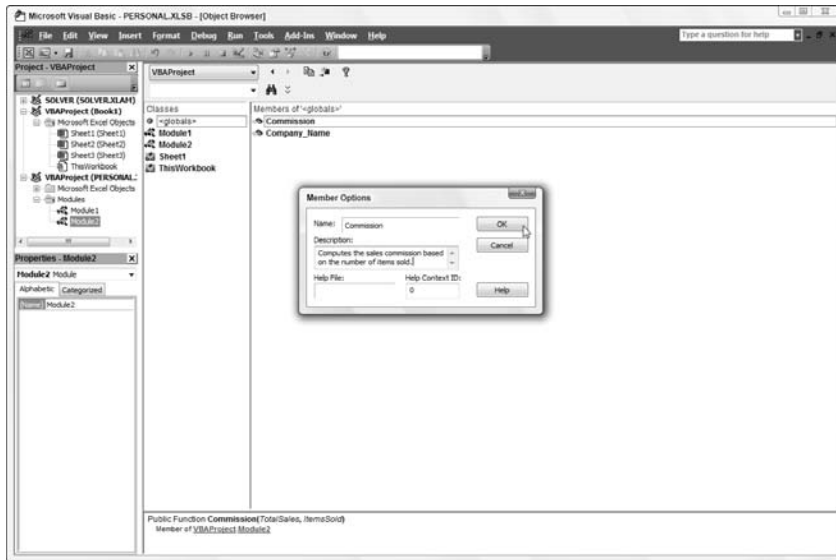 Microsoft Visual Basic - PERSONAL.XLSB - [Object Browser]
File Edit View Insert Format Debug Run Tools Add-Ins Window Help
Type a question for help
Project - VBAProject
SOLVER (SOLVER.XLAM)
VBAProject (Book1)
Microsoft Excel Objects
Sheet1 (Sheet1)
Sheet2 (Sheet2)
Sheet3 (Sheet3)
ThisWorkbook
VBAProject (PERSONAL.
Microsoft Excel Objects
Modules
Module1
Module2
Properties - Module2
Module2 Module
Alphabetic Categorized
(Name) Module2
VBAProject
Classes
<globals>
Module1
Module2
Sheet1
ThisWorkbook
Members of '<globals>'
Commission
Company_Name
Member Options
Name: Commission
OK
Description:
Computes the sales commission based
on the number of items sold.
Cancel
Help File:
Help Context ID:
0
Help
Public Function Commission(TotalSales, ItemsSold)
Member of VBAProject.Module2